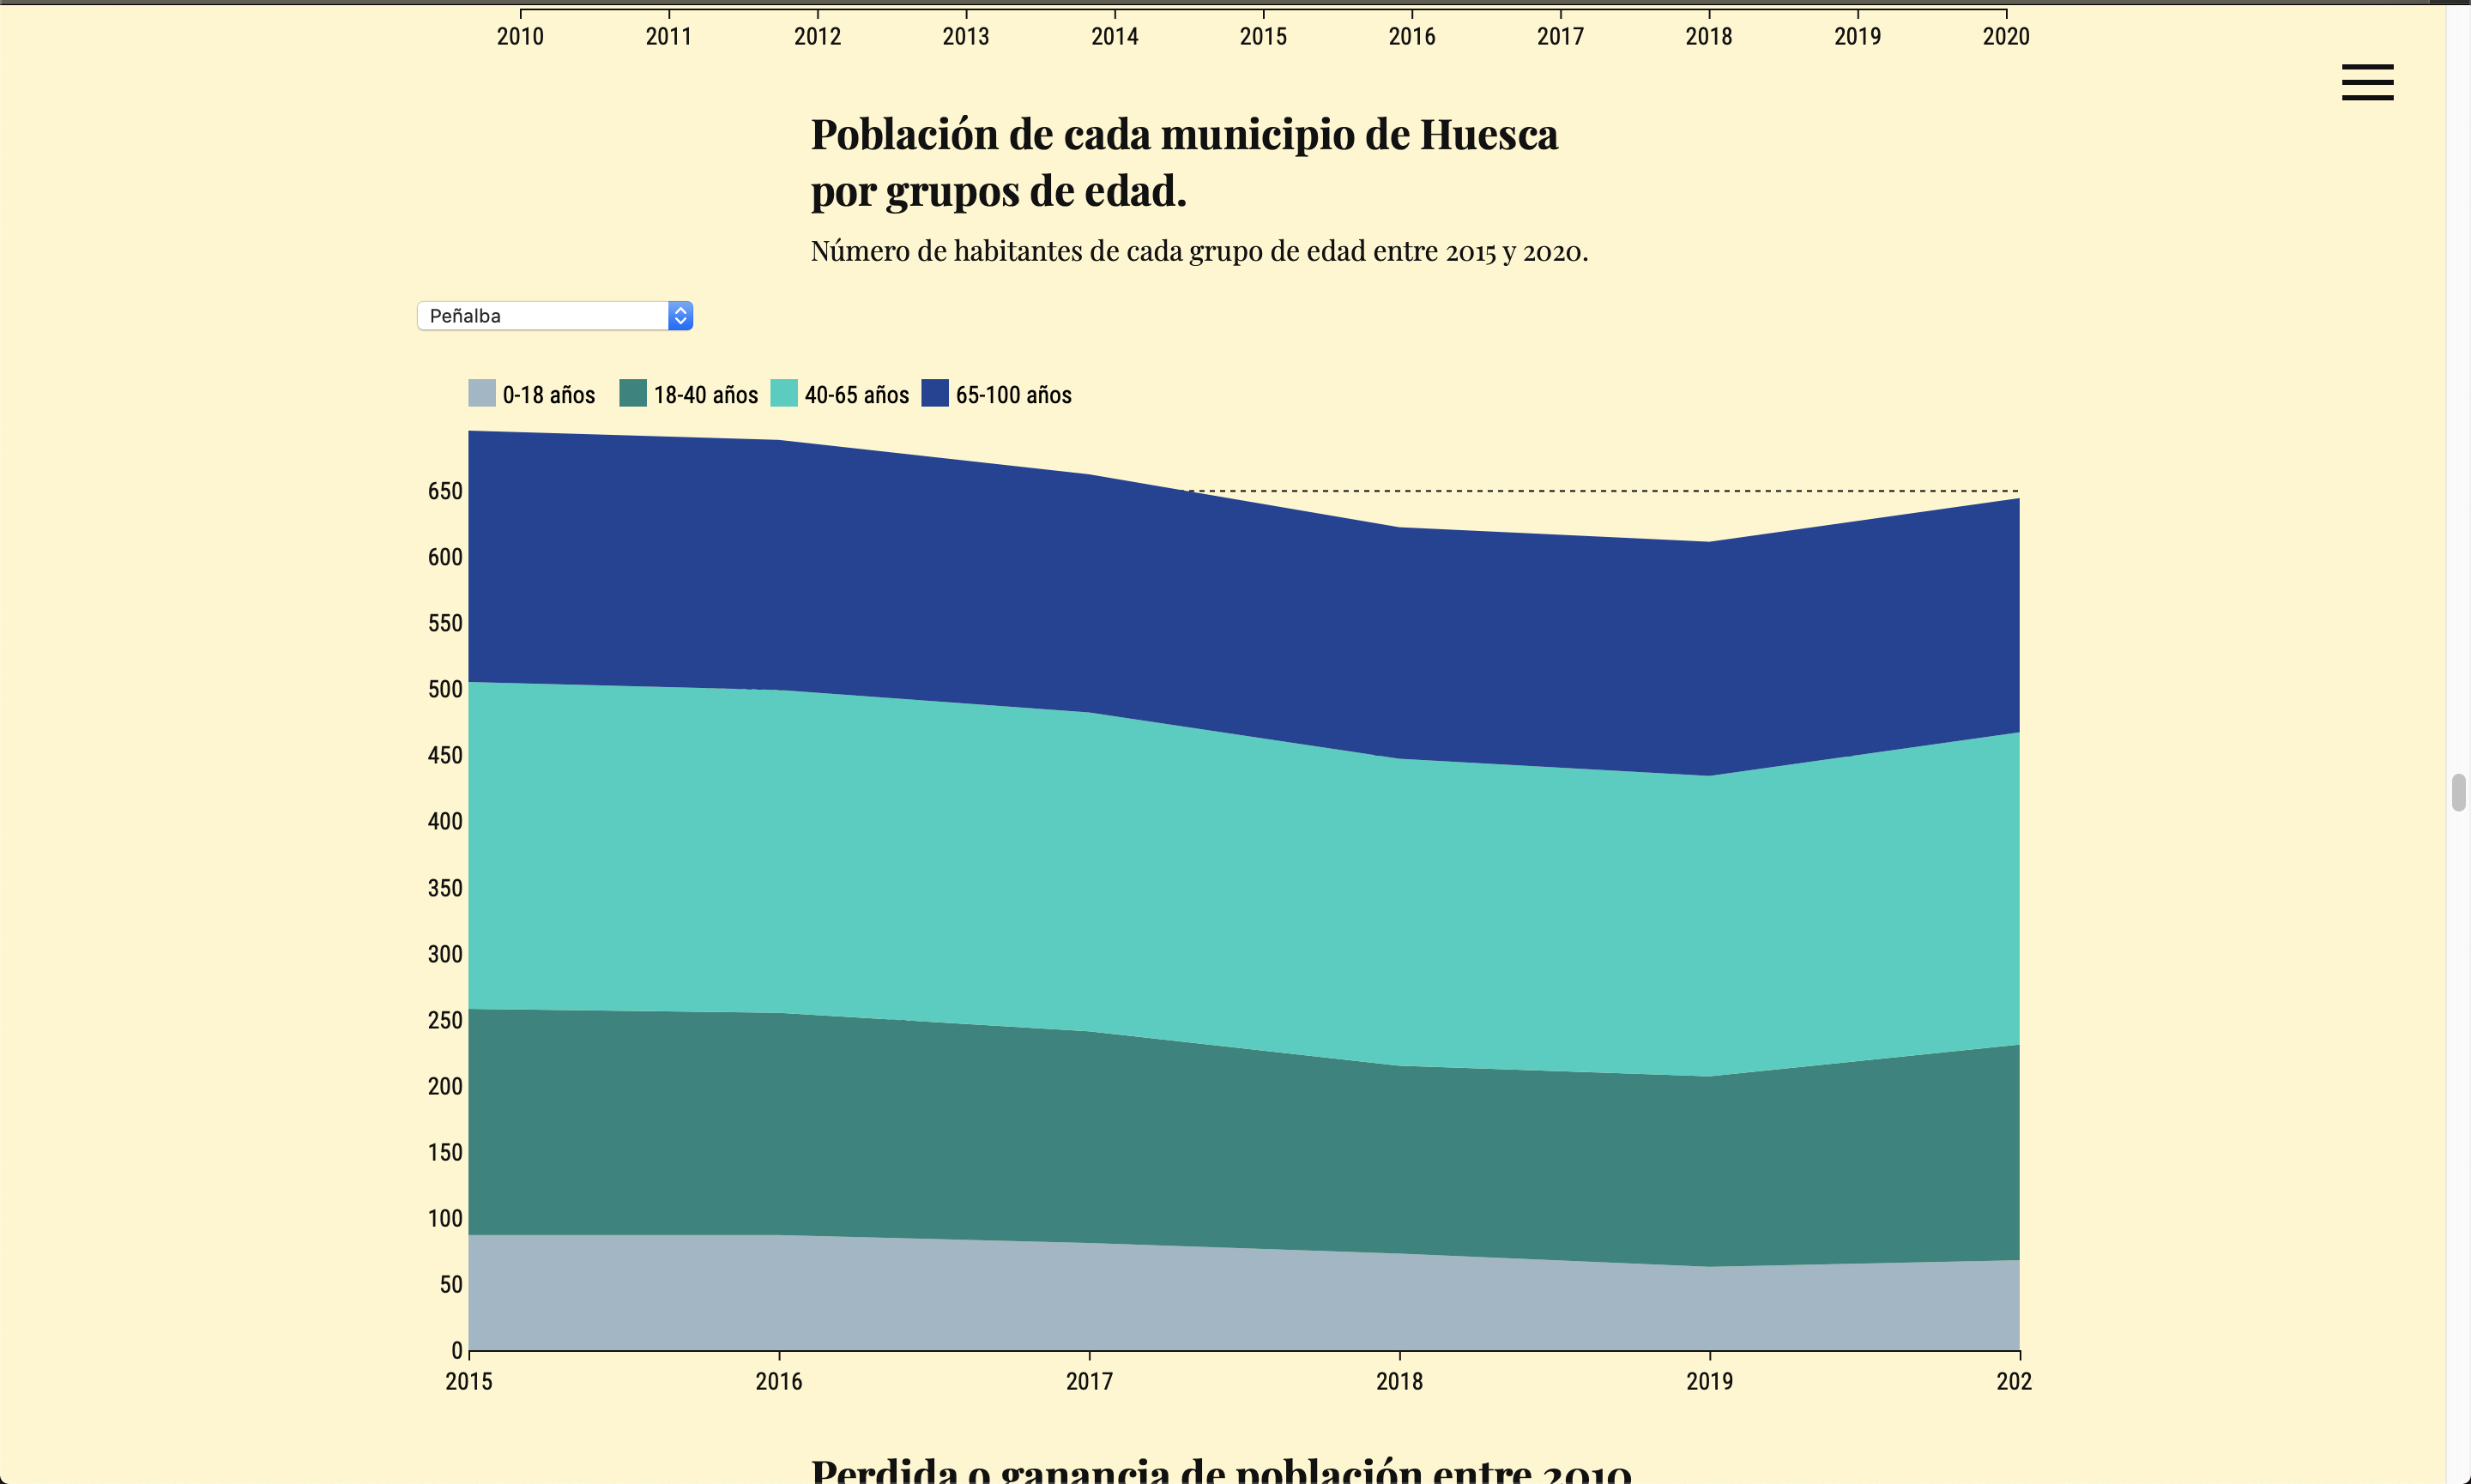 2010 2011 2012 2013 2014 2015 2016 2017 2018 2019 2020
Población de cada municipio de Huesca
por grupos de edad.
Número de habitantes de cada grupo de edad entre 2015 y 2020.
Peñalba
0-18 años 18-40 años 40-65 años 65-100 años
650
600
550
500
450
400
350
300
250
200
150
100
50
0
2015 2016 2017 2018 2019 202
Perdida o ganancia de población entre 2010